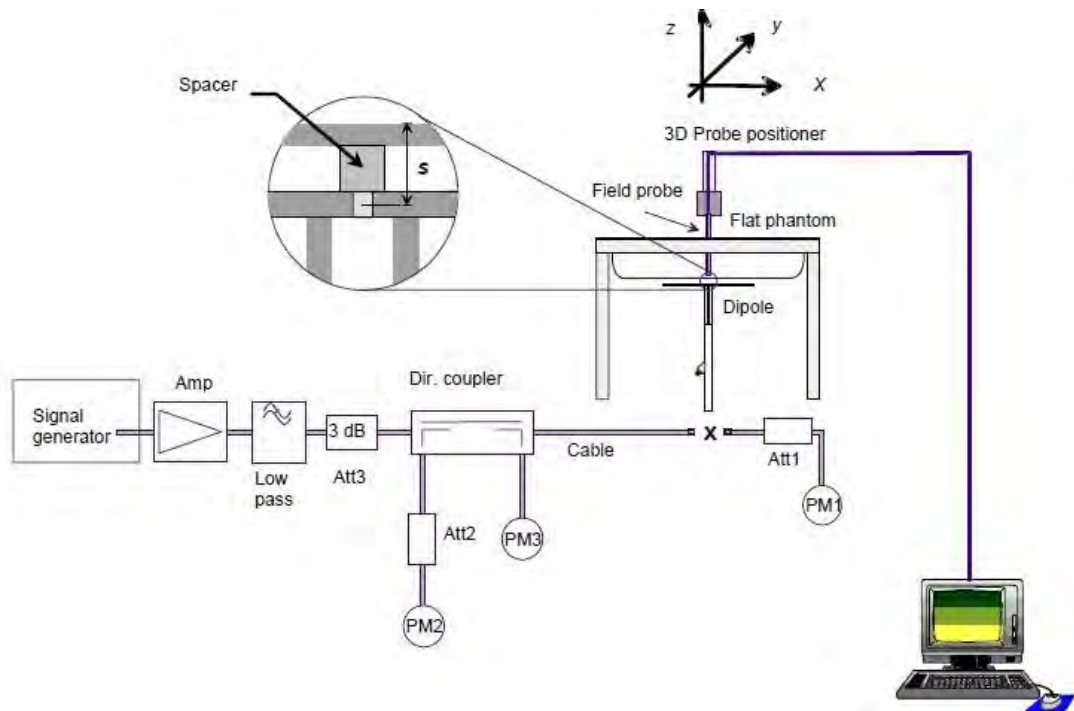 z
y
X
Spacer
s
3D Probe positioner
Field probe
Flat phantom
Dipole
Signal
generator
Amp
Low
pass
3 dB
Att3
Dir. coupler
Cable
X
Att1
PM1
Att2
PM3
PM2